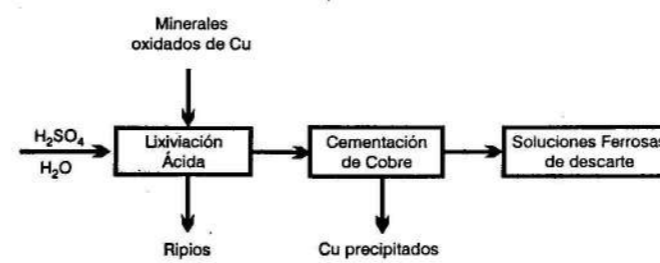 Minerales
oxidados de Cu
H₂SO₄
H₂O
Lixiviación
Ácida
Cementación
de Cobre
Soluciones Ferrosas
de descarte
Ripios
Cu precipitados